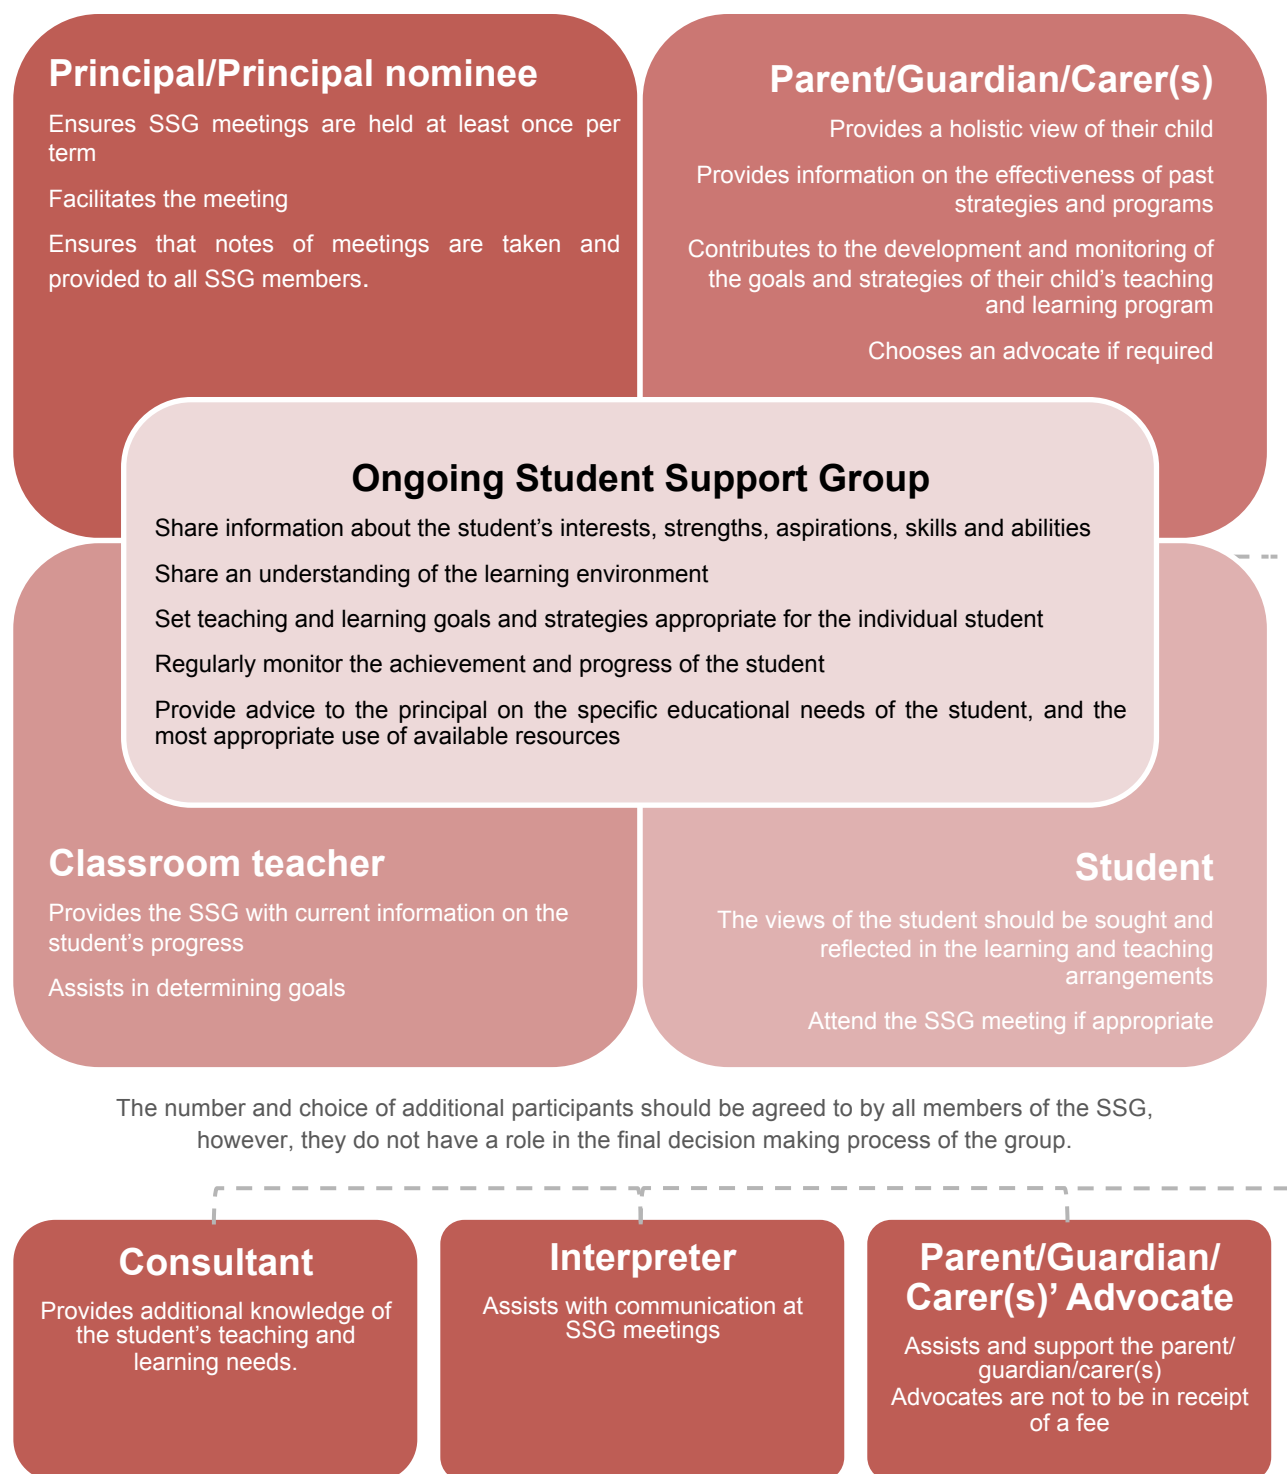 Principal/Principal nominee
Ensures SSG meetings are held at least once per
term
Facilitates the meeting
Ensures that notes of meetings are taken and
provided to all SSG members.
Parent/Guardian/Carer(s)
Provides a holistic view of their child
Provides information on the effectiveness of past
strategies and programs
Contributes to the development and monitoring of
the goals and strategies of their child’s teaching
and learning program
Chooses an advocate if required
Ongoing Student Support Group
Share information about the student’s interests, strengths, aspirations, skills and abilities
Share an understanding of the learning environment
Set teaching and learning goals and strategies appropriate for the individual student
Regularly monitor the achievement and progress of the student
Provide advice to the principal on the specific educational needs of the student, and the
most appropriate use of available resources
Classroom teacher
Provides the SSG with current information on the
student’s progress
Assists in determining goals
Student
The views of the student should be sought and
reflected in the learning and teaching
arrangements
Attend the SSG meeting if appropriate
The number and choice of additional participants should be agreed to by all members of the SSG,
however, they do not have a role in the final decision making process of the group.
Consultant
Provides additional knowledge of
the student’s teaching and
learning needs.
Interpreter
Assists with communication at
SSG meetings
Parent/Guardian/
Carer(s)’ Advocate
Assists and support the parent/
guardian/carer(s)
Advocates are not to be in receipt
of a fee